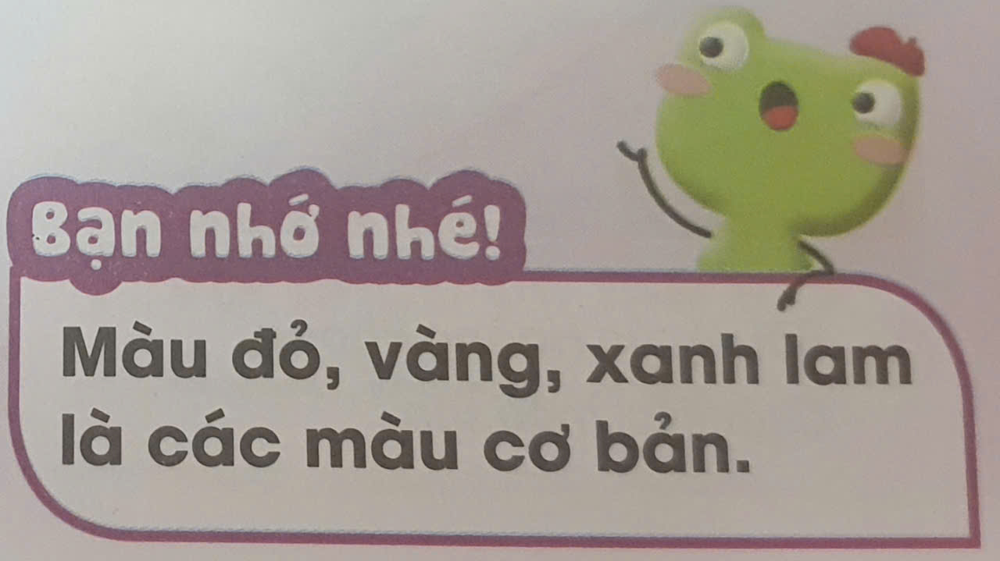 Bạn nhớ nhé!
Màu đỏ, vàng, xanh lam
là các màu cơ bản.